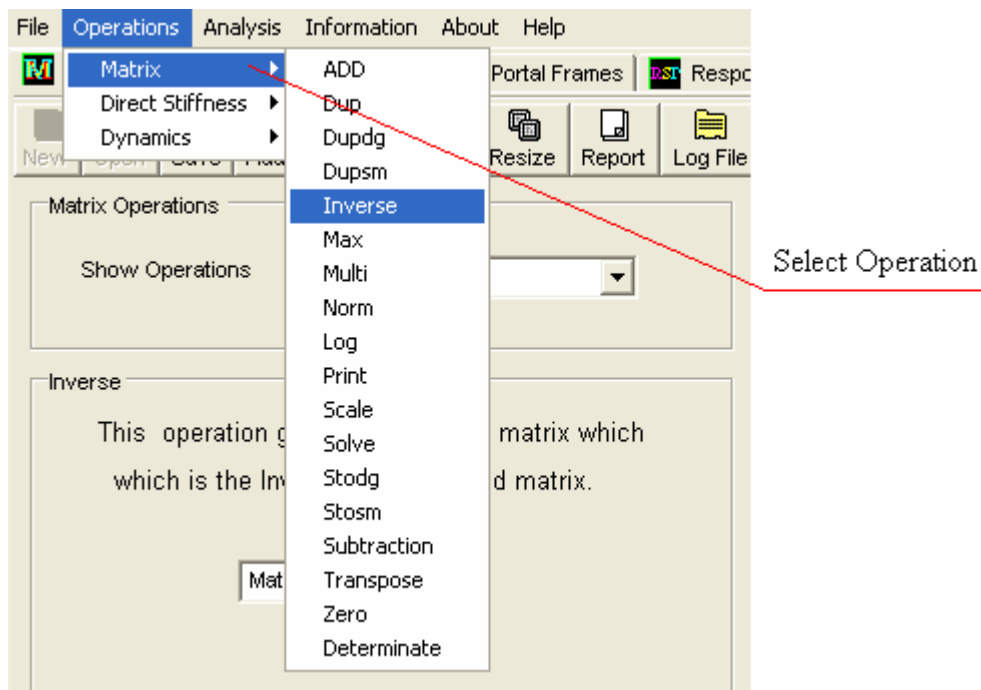 File Operations Analysis Information About Help
Matrix ADD Portal Frames Respo
Direct Stiffness Dup
Dynamics Dupdg Resize Report Log File
Dupsm
Matrix Operations Inverse
Max
Show Operations Multi Select Operation
Norm
Log
Inverse Print
Scale
This operation g matrix which
Solve
which is the Inv d matrix.
Stodg
Stosm
Subtraction
Mat Transpose
Zero
Determinate